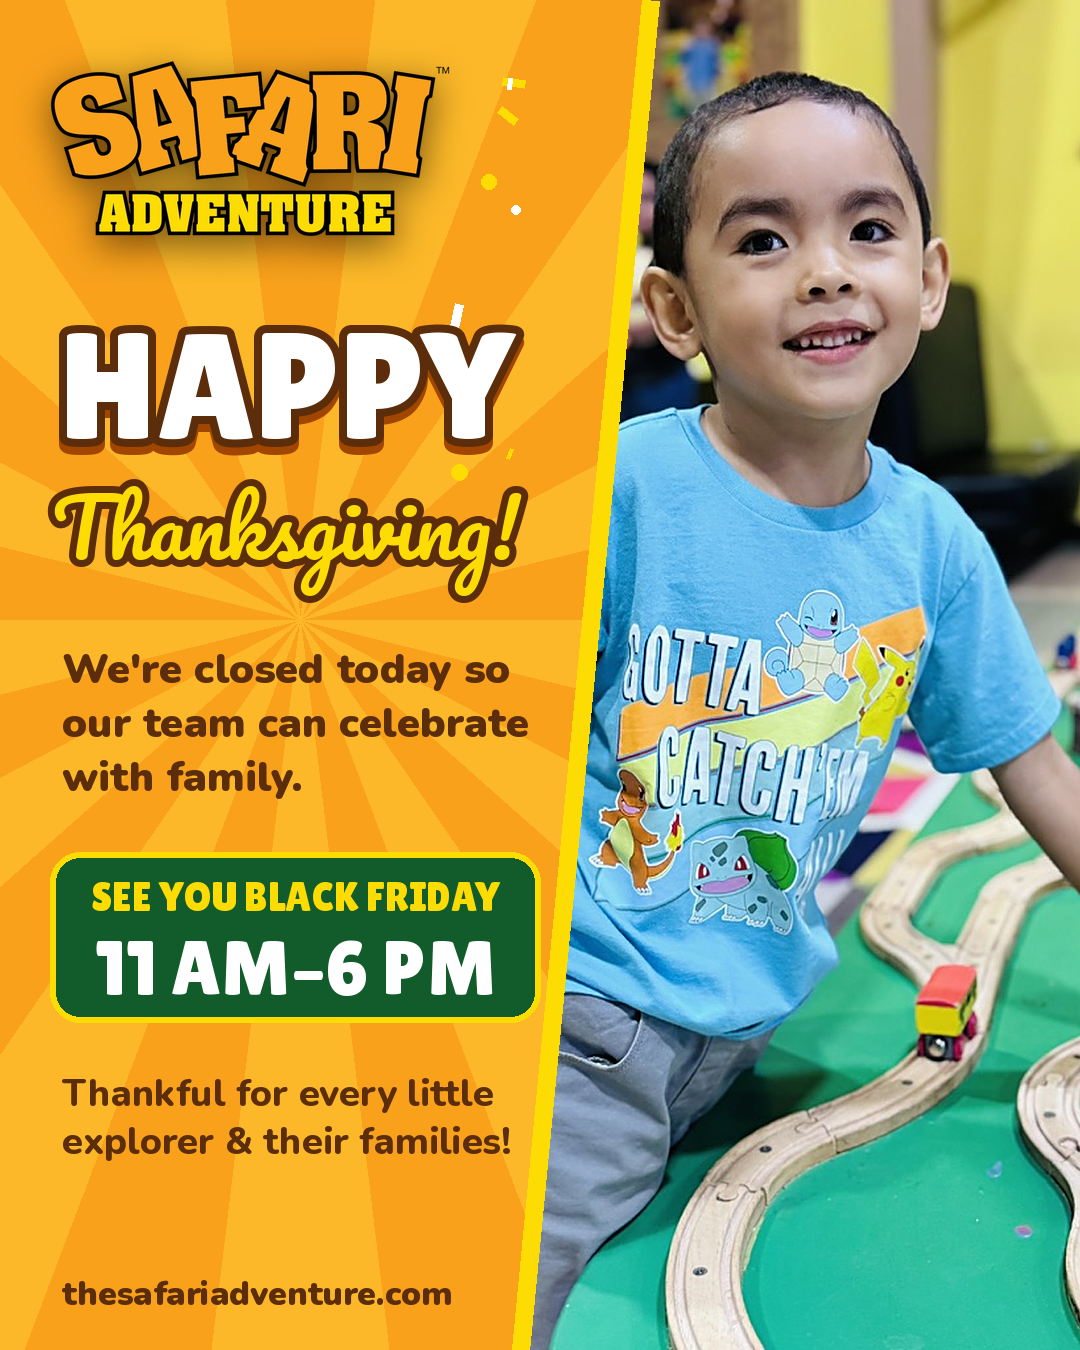 SAFARI™
ADVENTURE
HAPPY
Thanksgiving!
We're closed today so
our team can celebrate
with family.
SEE YOU BLACK FRIDAY
11 AM–6 PM
Thankful for every little
explorer & their families!
thesafariadventure.com
GOTTA
CATCH'EM